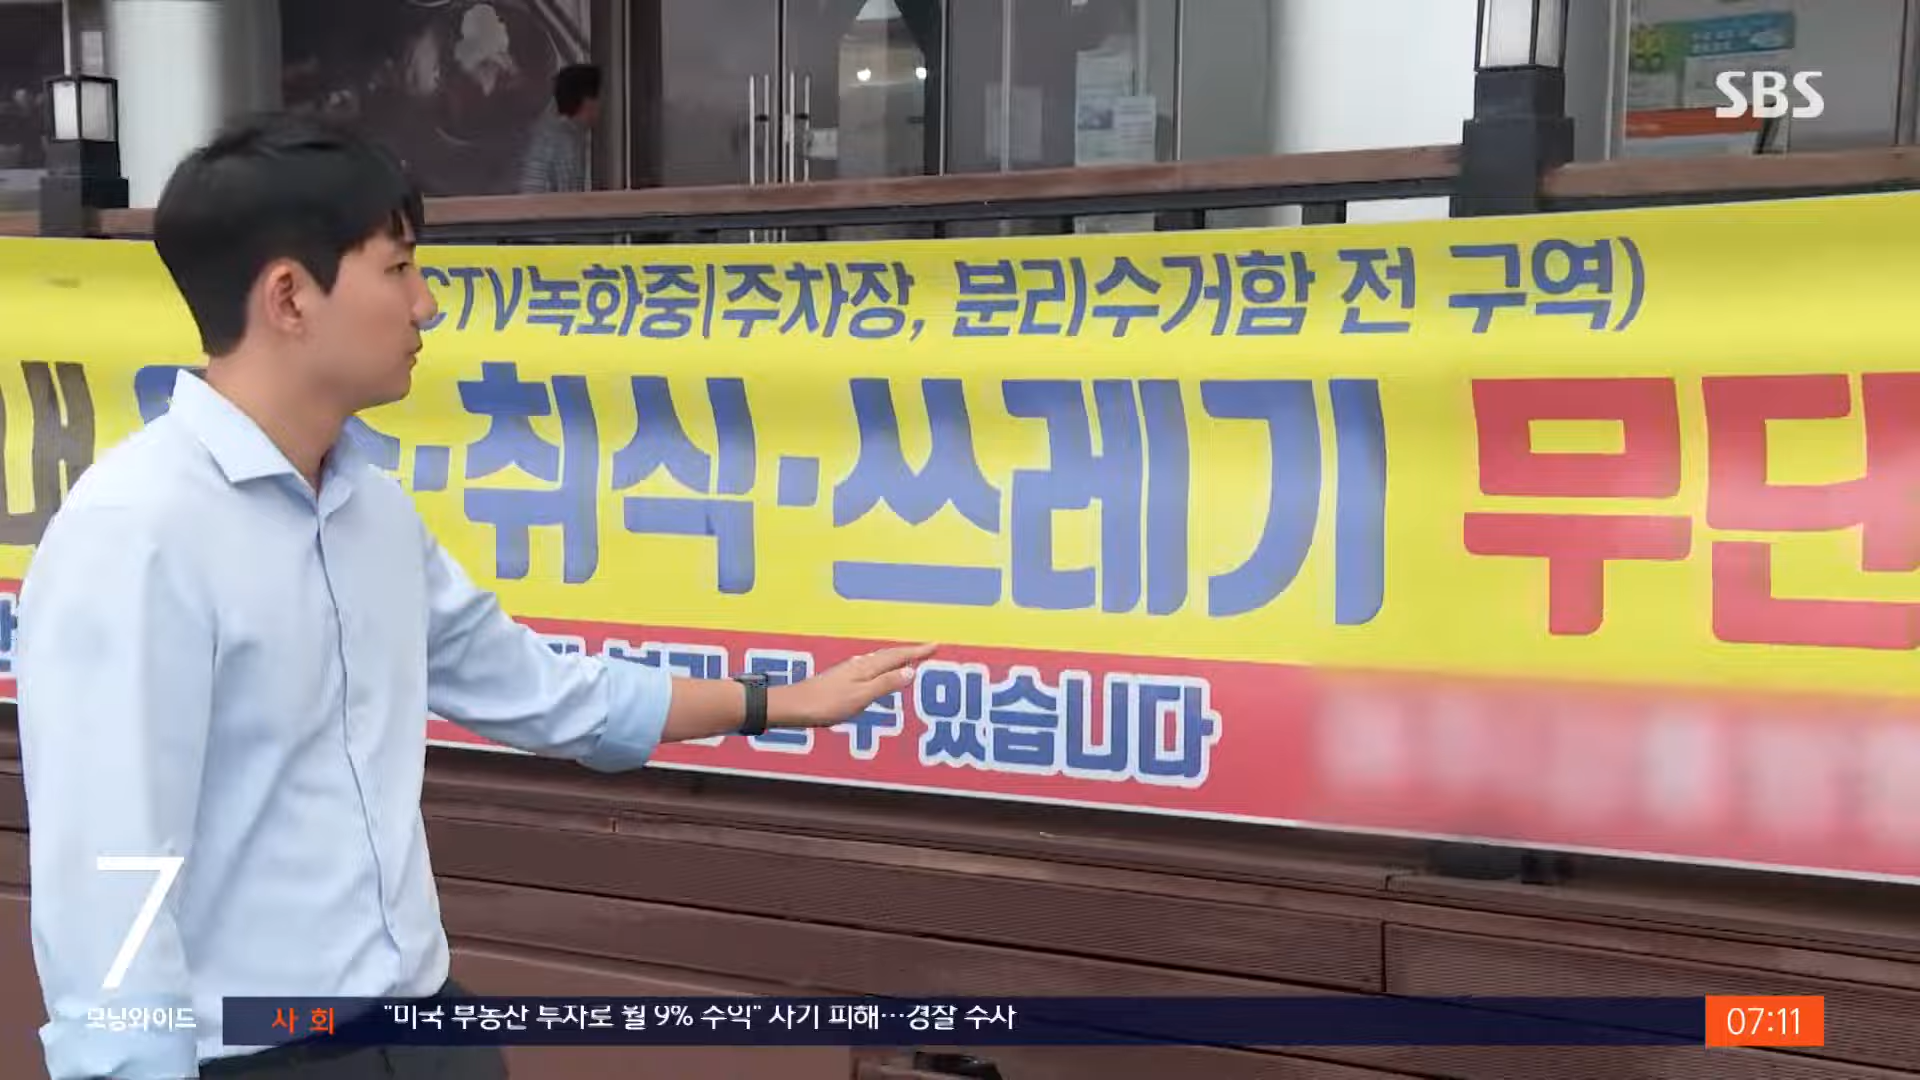 SBS
CTV녹화중(주차장, 분리수거함 전 구역)
내
·취식·쓰레기 무단
수 있습니다
7
모닝와이드
사회
"미국 부동산 투자로 월 9% 수익" 사기 피해…경찰 수사
07:11